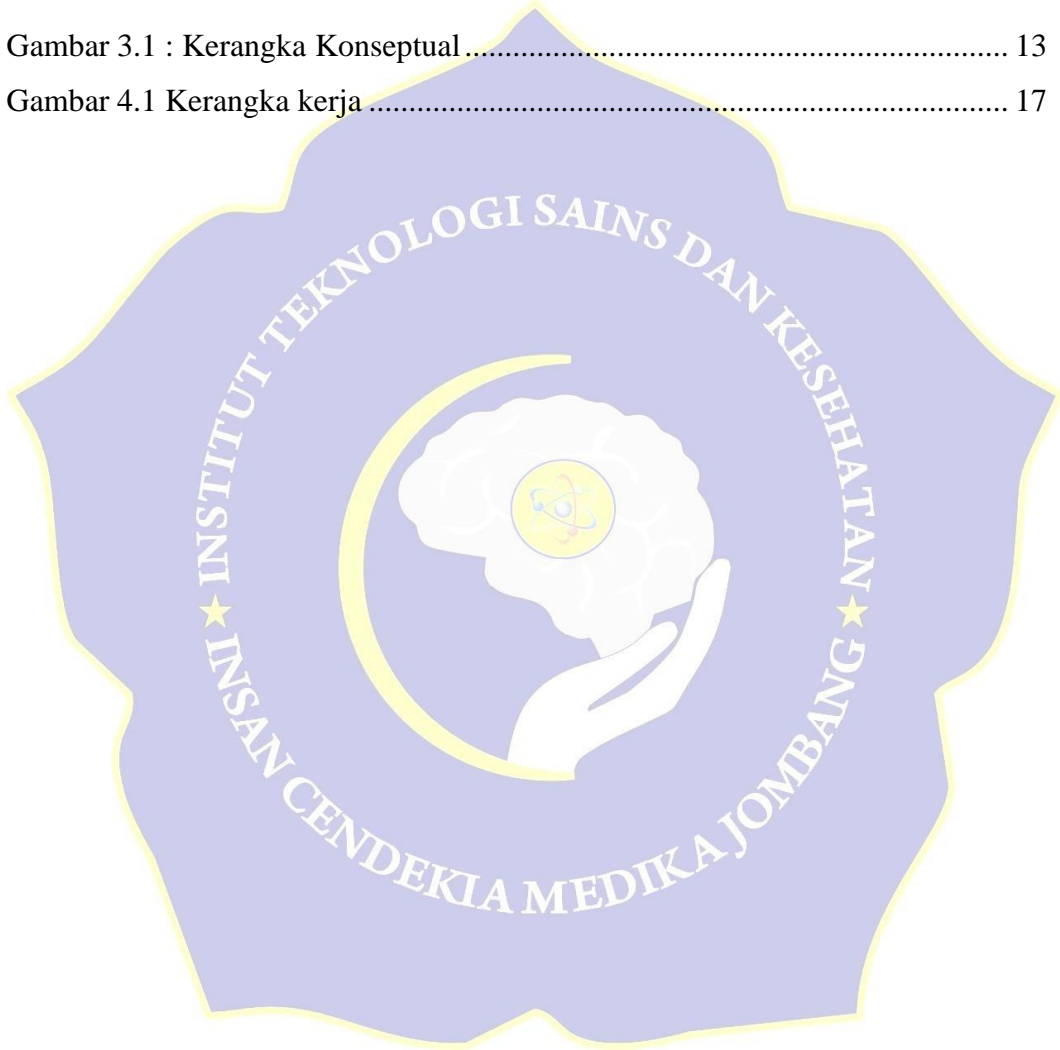 Gambar 3.1 : Kerangka Konseptual ........................................................................ 13
Gambar 4.1 Kerangka kerja ................................................................................... 17
INSTITUT TEKNOLOGI SAINS DAN KESEHATAN
INSAN CENDEKIA MEDIKA JOMBANG